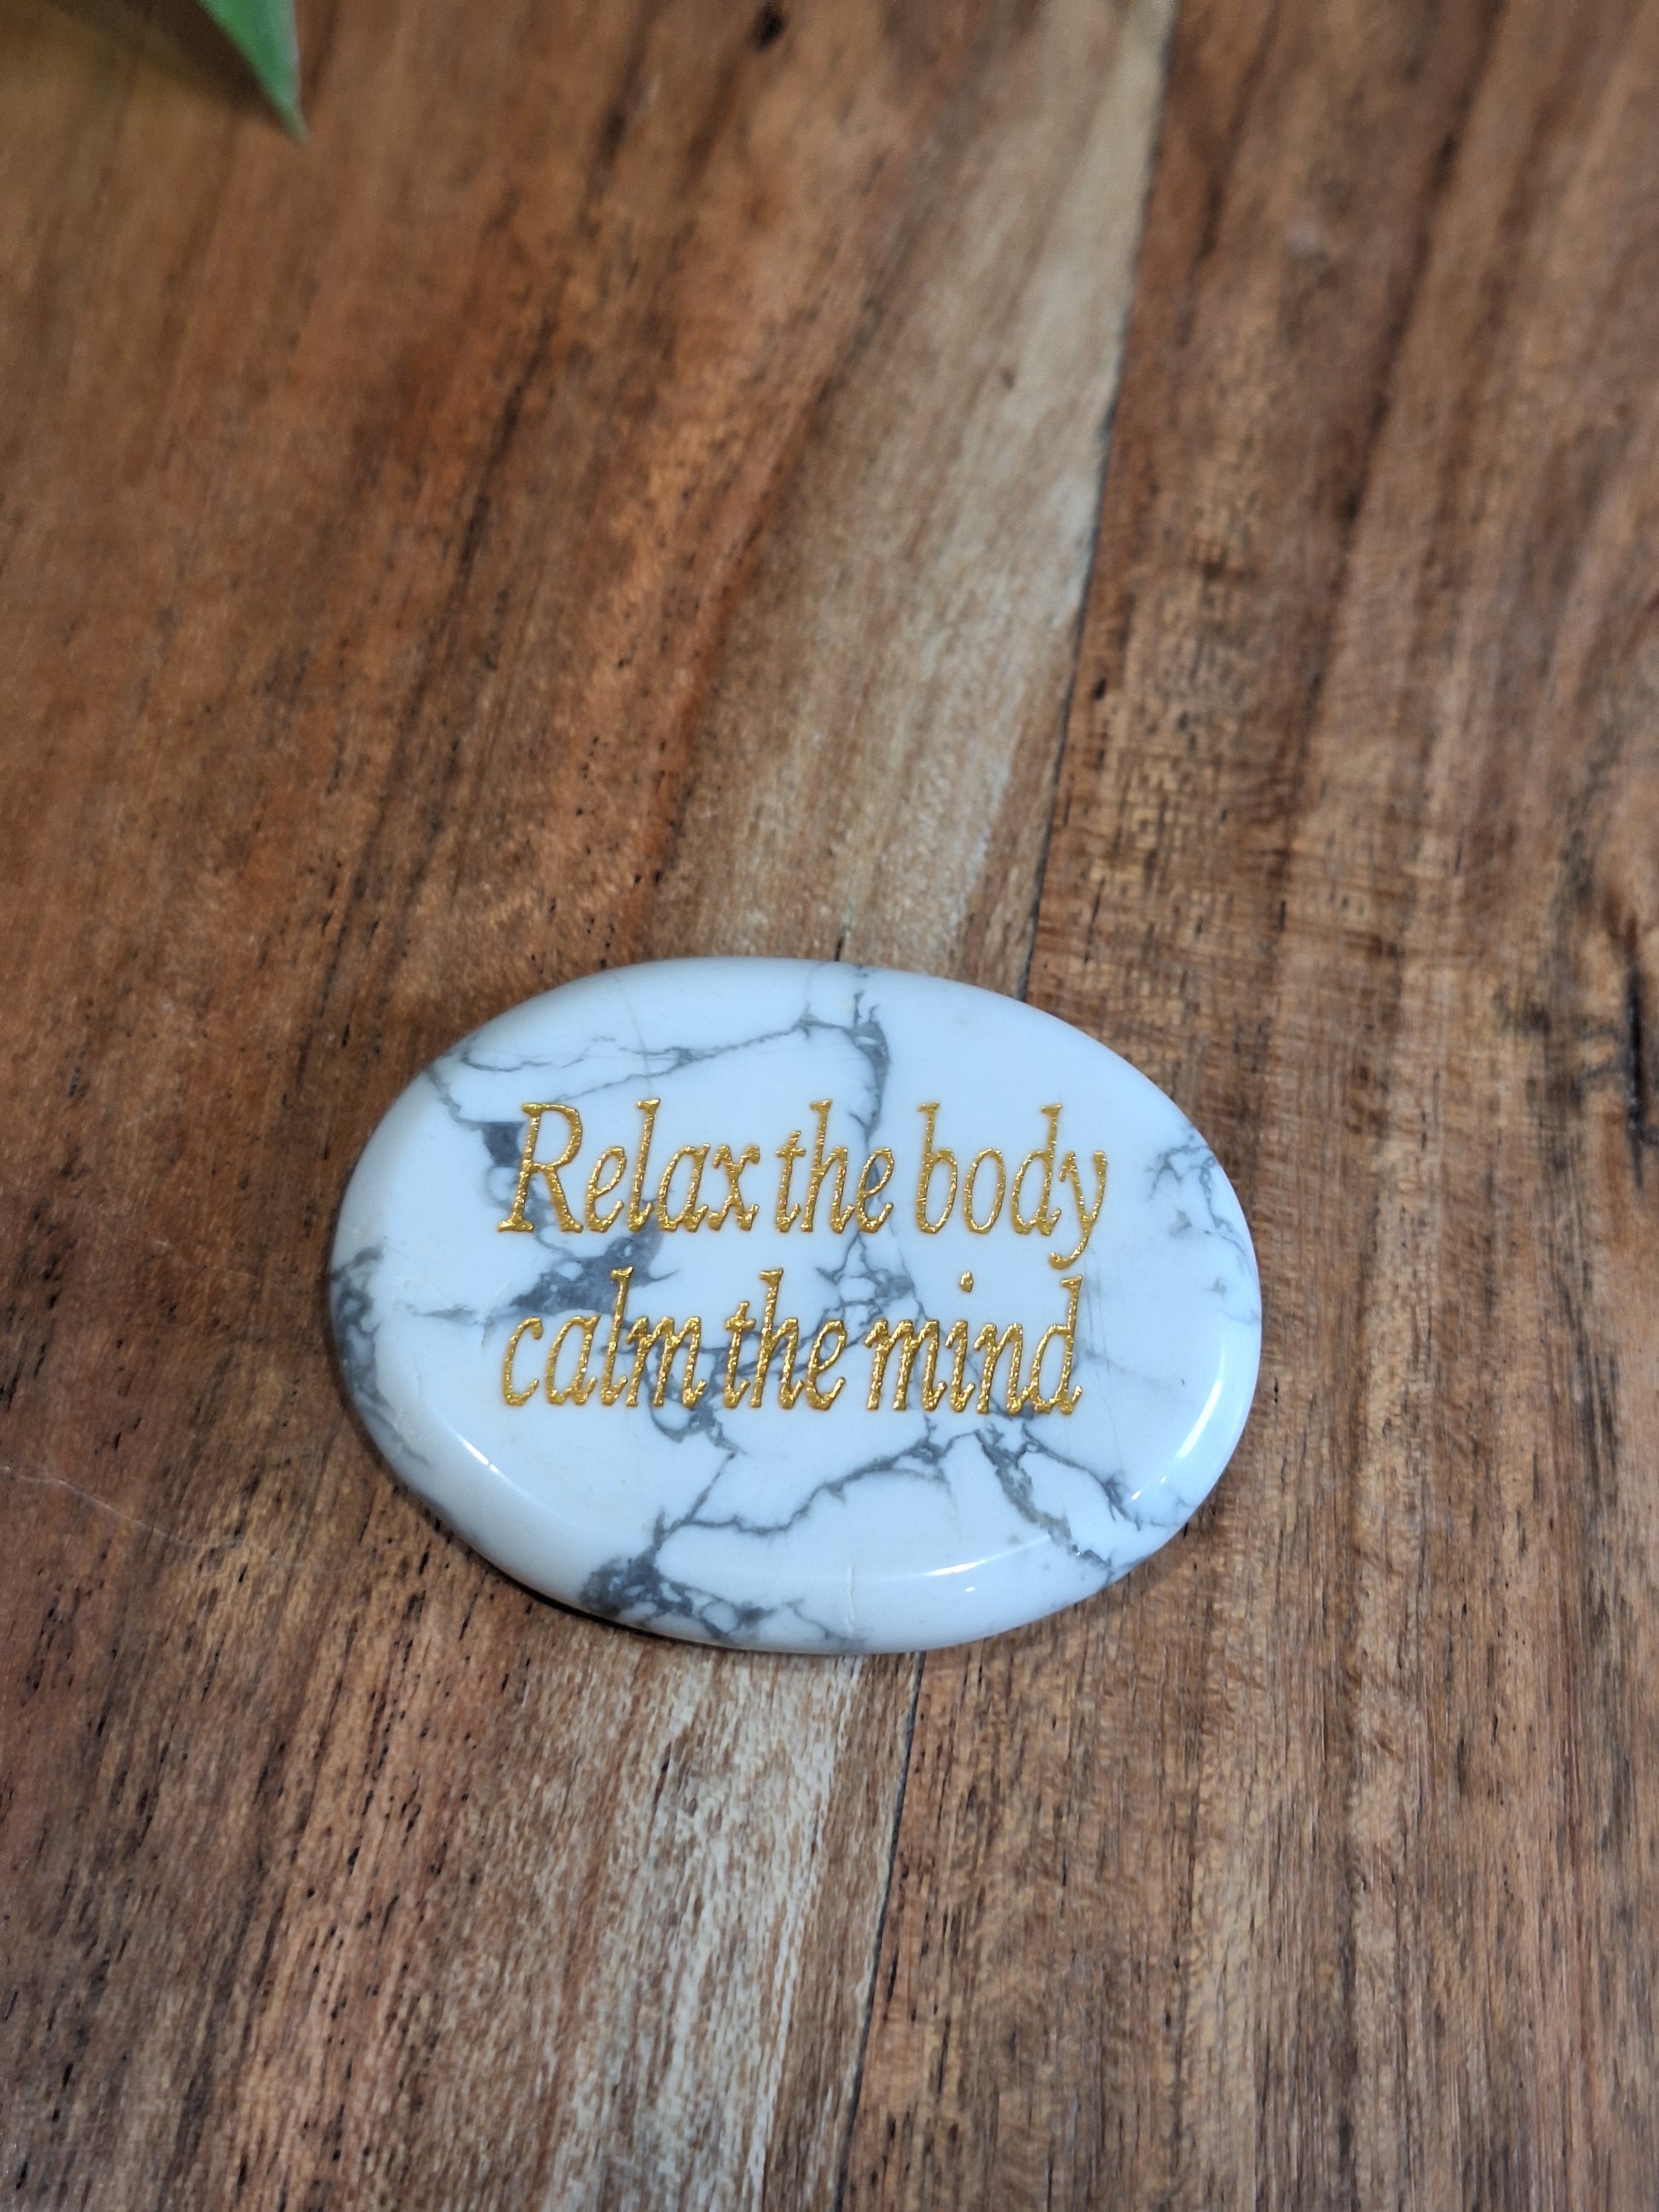 Relax the body
calm the mind